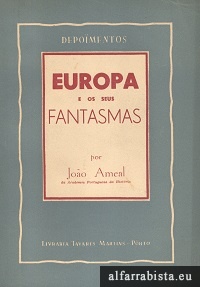 DEPOIMENTOS
EUROPA
E OS SEUS
FANTASMAS
por
João Ameal
da Academia Portuguesa da História
LIVRARIA TAVARES MARTINS-PORTO
alfarrabista.eu